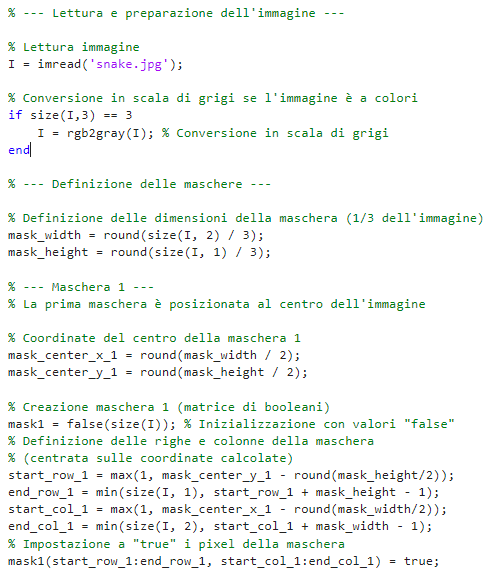 % --- Lettura e preparazione dell'immagine ---
% Lettura immagine
I = imread('snake.jpg');
% Conversione in scala di grigi se l'immagine è a colori
if size(I,3) == 3
    I = rgb2gray(I); % Conversione in scala di grigi
end
% --- Definizione delle maschere ---
% Definizione delle dimensioni della maschera (1/3 dell'immagine)
mask_width = round(size(I, 2) / 3);
mask_height = round(size(I, 1) / 3);
% --- Maschera 1 ---
% La prima maschera è posizionata al centro dell'immagine
% Coordinate del centro della maschera 1
mask_center_x_1 = round(mask_width / 2);
mask_center_y_1 = round(mask_height / 2);
% Creazione maschera 1 (matrice di booleani)
mask1 = false(size(I)); % Inizializzazione con valori "false"
% Definizione delle righe e colonne della maschera
% (centrata sulle coordinate calcolate)
start_row_1 = max(1, mask_center_y_1 - round(mask_height/2));
end_row_1 = min(size(I, 1), start_row_1 + mask_height - 1);
start_col_1 = max(1, mask_center_x_1 - round(mask_width/2));
end_col_1 = min(size(I, 2), start_col_1 + mask_width - 1);
% Impostazione a "true" i pixel della maschera
mask1(start_row_1:end_row_1, start_col_1:end_col_1) = true;